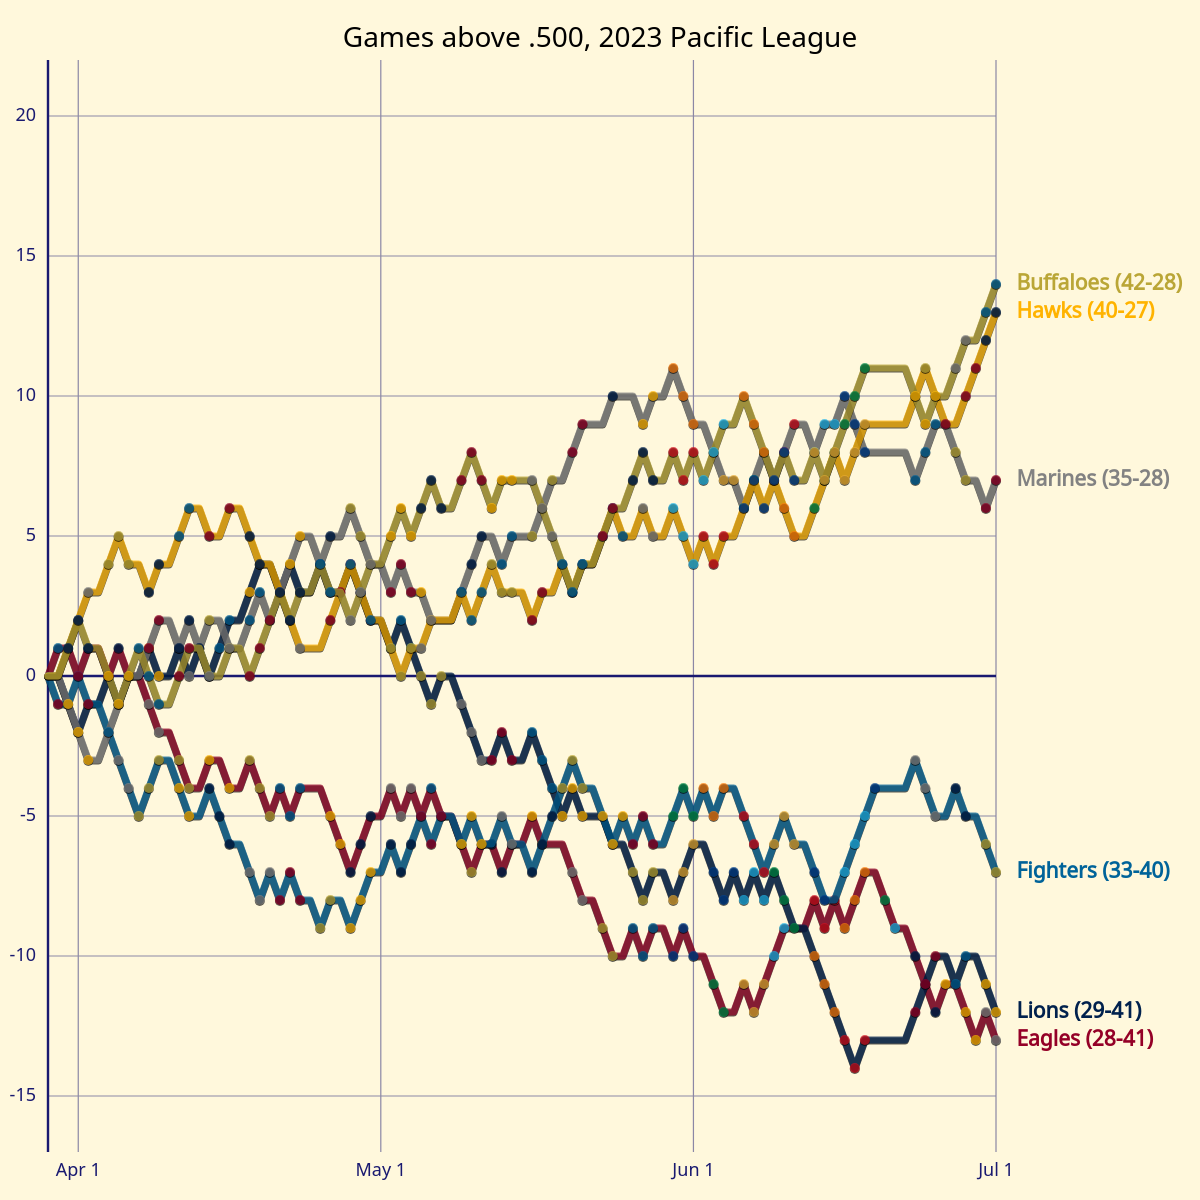 Games above .500, 2023 Pacific League
20
15
10
5
0
-5
-10
-15
Buffaloes (42-28)
Hawks (40-27)
Marines (35-28)
Fighters (33-40)
Lions (29-41)
Eagles (28-41)
Apr 1
May 1
Jun 1
Jul 1